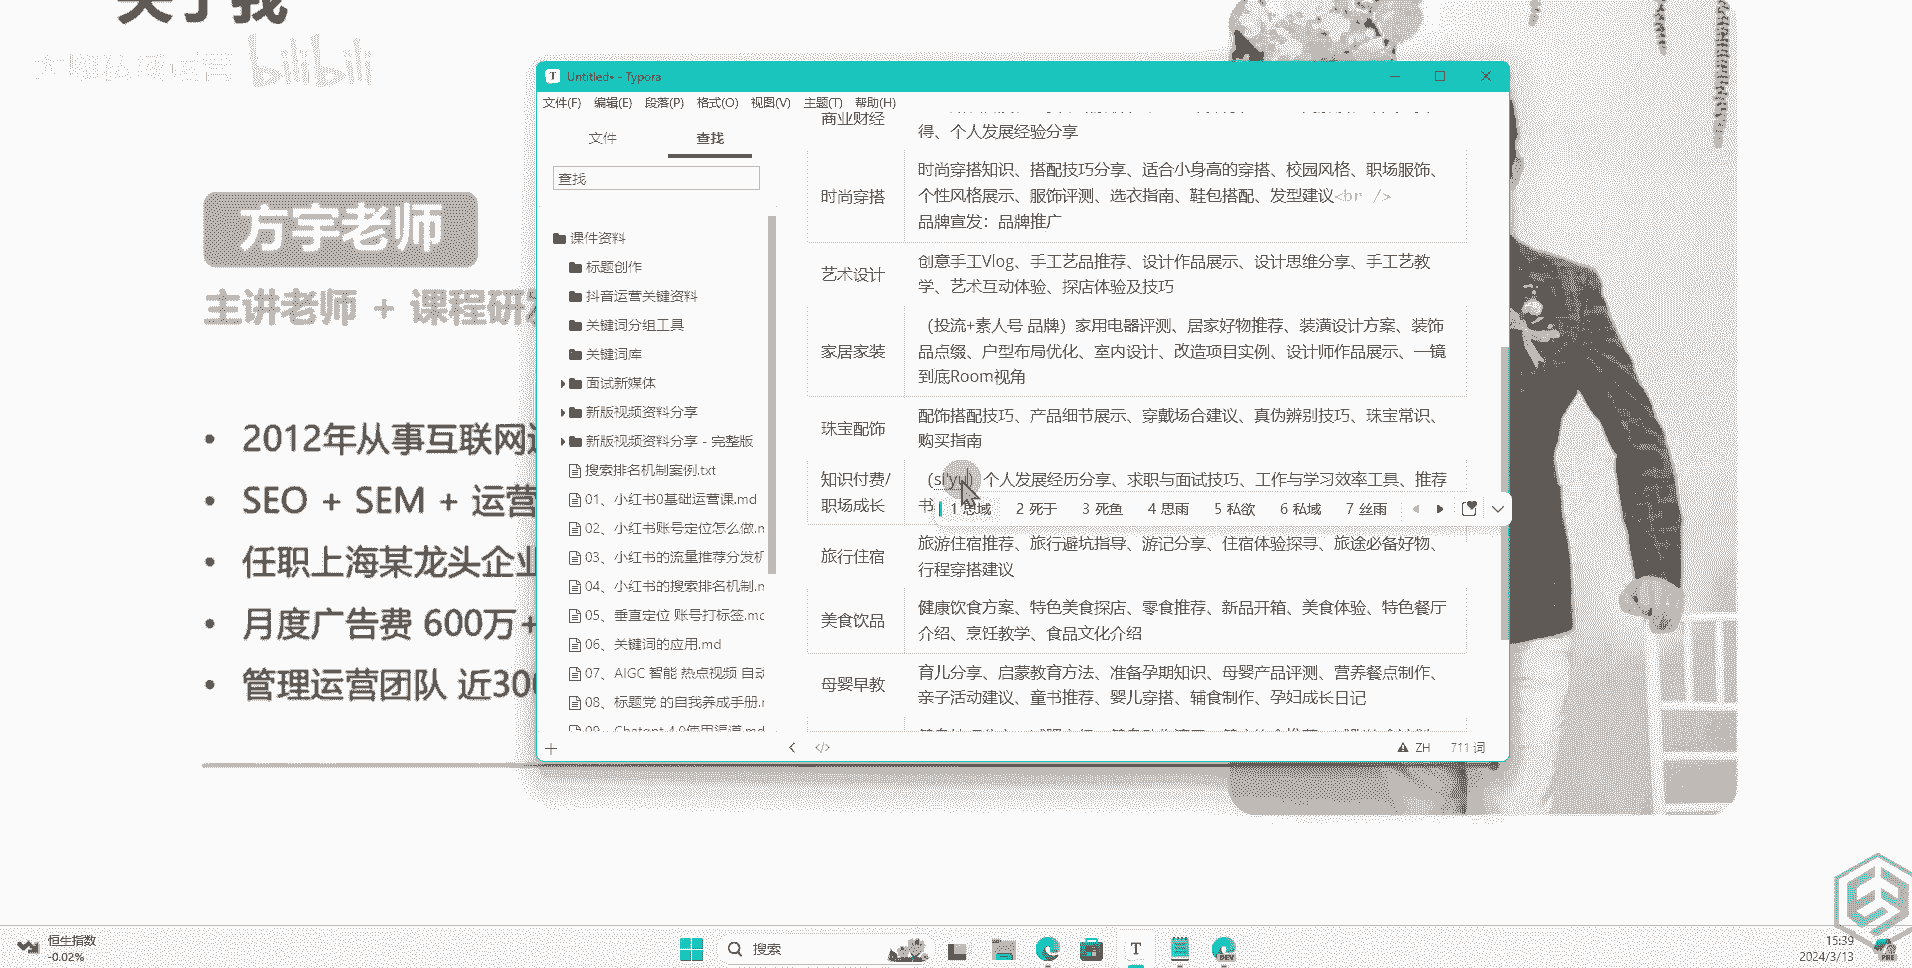 关于我
bilibili
方宇老师
主讲老师 + 课程研发
2012年从事互联网运
SEO + SEM + 运营
任职上海某龙头企业
月度广告费 600万+
管理运营团队 近300
Untitled• - Typora
文件(F) 编辑(E) 段落(P) 格式(O) 视图(V) 主题(T) 帮助(H)
文件 查找
查找
课件资料
标题创作
抖音运营关键资料
关键词分组工具
关键词库
面试新媒体
新版视频资料分享
新版视频资料分享 - 完整版
搜索排名机制案例.txt
01、小红书0基础运营课.md
02、小红书账号定位怎么做.m
03、小红书的流量推荐分发机
04、小红书的搜索排名机制.m
05、垂直定位 账号打标签.mc
06、关键词的应用.md
07、AIGC 智能 热点视频 自动
08、标题党 的自我养成手册.r
09、Chatgpt 4.0使用渠道.md
商业财经
得、个人发展经验分享
时尚穿搭
时尚穿搭知识、搭配技巧分享、适合小身高的穿搭、校园风格、职场服饰、
个性风格展示、服饰评测、选衣指南、鞋包搭配、发型建议<br />
品牌宣发：品牌推广
艺术设计
创意手工Vlog、手工艺品推荐、设计作品展示、设计思维分享、手工艺教
学、艺术互动体验、探店体验及技巧
家居家装
（投流+素人号 品牌）家用电器评测、居家好物推荐、装潢设计方案、装饰
品点缀、户型布局优化、室内设计、改造项目实例、设计师作品展示、一镜
到底Room视角
珠宝配饰
配饰搭配技巧、产品细节展示、穿戴场合建议、真伪辨别技巧、珠宝常识、
购买指南
知识付费/
职场成长
（si'yu）个人发展经历分享、求职与面试技巧、工作与学习效率工具、推荐
书
1 思域 2 死于 3 死鱼 4 思雨 5 私欲 6 私域 7 丝雨
旅行住宿
旅游住宿推荐、旅行避坑指导、游记分享、住宿体验探寻、旅途必备好物、
行程穿搭建议
美食饮品
健康饮食方案、特色美食探店、零食推荐、新品开箱、美食体验、特色餐厅
介绍、烹饪教学、食品文化介绍
母婴早教
育儿分享、启蒙教育方法、准备孕期知识、母婴产品评测、营养餐点制作、
亲子活动建议、童书推荐、婴儿穿搭、辅食制作、孕妇成长日记
ZH 711 词
恒生指数
-0.02%
搜索
DEV
15:39
2024/3/13
PRE